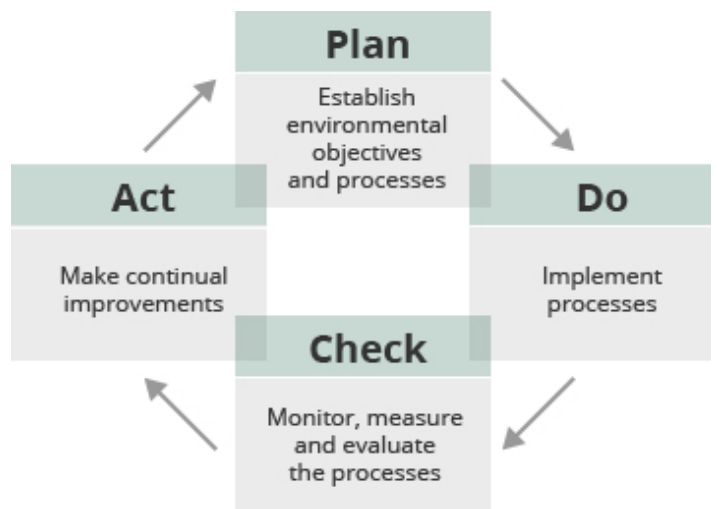 Plan
Establish
environmental
objectives
and processes
Do
Implement
processes
Check
Monitor, measure
and evaluate
the processes
Act
Make continual
improvements